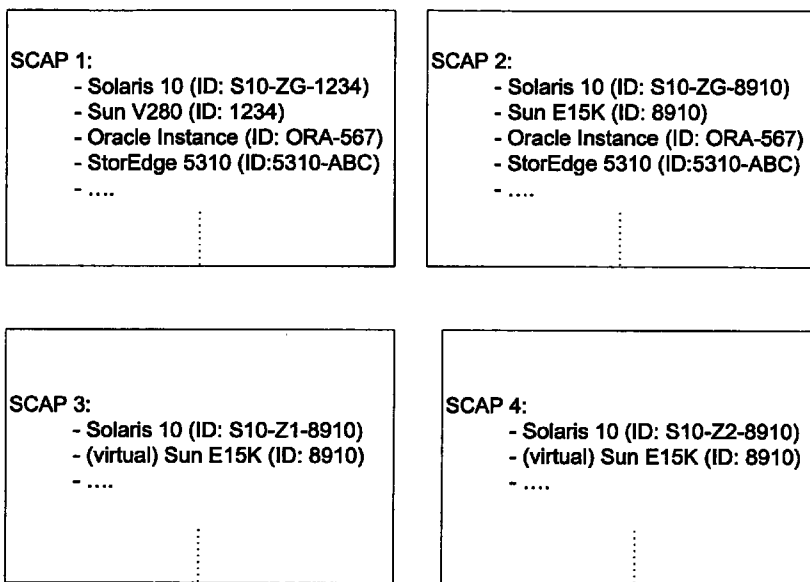 SCAP 1:
- Solaris 10 (ID: S10-ZG-1234)
- Sun V280 (ID: 1234)
- Oracle Instance (ID: ORA-567)
- StorEdge 5310 (ID:5310-ABC)
- ....
SCAP 2:
- Solaris 10 (ID: S10-ZG-8910)
- Sun E15K (ID: 8910)
- Oracle Instance (ID: ORA-567)
- StorEdge 5310 (ID:5310-ABC)
- ....
SCAP 3:
- Solaris 10 (ID: S10-Z1-8910)
- (virtual) Sun E15K (ID: 8910)
- ....
SCAP 4:
- Solaris 10 (ID: S10-Z2-8910)
- (virtual) Sun E15K (ID: 8910)
- ....